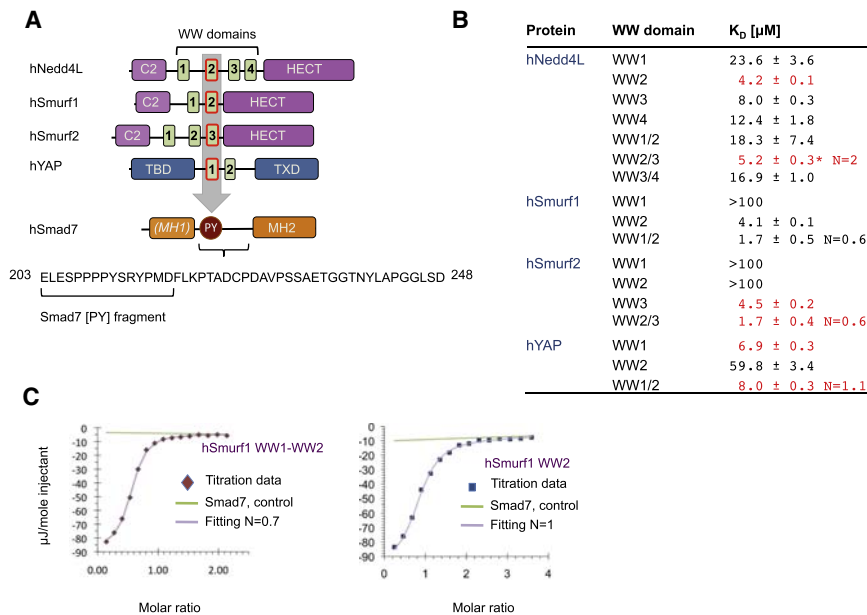 A
WW domains
hNedd4L C2 1 2 3 4 HECT
hSmurf1 C2 1 2 HECT
hSmurf2 C2 1 2 3 HECT
hYAP TBD 1 2 TXD
hSmad7 (MH1) PY MH2
203 ELESPPPPYSRYPMDFLKPTADCPDAVPSSAETGGTNYLAPGGLSD 248
Smad7 [PY] fragment
B
Protein WW domain K_D [µM]
hNedd4L WW1 23.6 ± 3.6
WW2 4.2 ± 0.1
WW3 8.0 ± 0.3
WW4 12.4 ± 1.8
WW1/2 18.3 ± 7.4
WW2/3 5.2 ± 0.3* N=2
WW3/4 16.9 ± 1.0
hSmurf1 WW1 >100
WW2 4.1 ± 0.1
WW1/2 1.7 ± 0.5 N=0.6
hSmurf2 WW1 >100
WW2 >100
WW3 4.5 ± 0.2
WW2/3 1.7 ± 0.4 N=0.6
hYAP WW1 6.9 ± 0.3
WW2 59.8 ± 3.4
WW1/2 8.0 ± 0.3 N=1.1
C
µJ/mole injectant
0
-10
-20
-30
-40
-50
-60
-70
-80
-90
0.00 1.00 2.00
hSmurf1 WW1-WW2
Titration data
Smad7, control
Fitting N=0.7
Molar ratio
0
-10
-20
-30
-40
-50
-60
-70
-80
-90
0 1 2 3 4
hSmurf1 WW2
Titration data
Smad7, control
Fitting N=1
Molar ratio